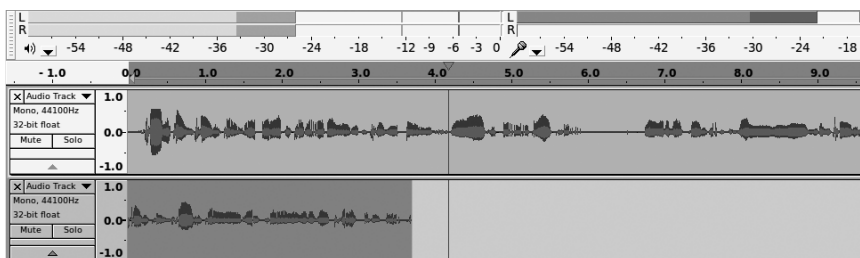 L
R
-54 -48 -42 -36 -30 -24 -18 -12 -9 -6 -3 0
L
R
-54 -48 -42 -36 -30 -24 -18
- 1.0 0.0 1.0 2.0 3.0 4.0 5.0 6.0 7.0 8.0 9.0
X Audio Track
Mono, 44100Hz
32-bit float
Mute Solo
1.0
0.0-
-1.0
X Audio Track
Mono, 44100Hz
32-bit float
Mute Solo
1.0
0.0-
-1.0